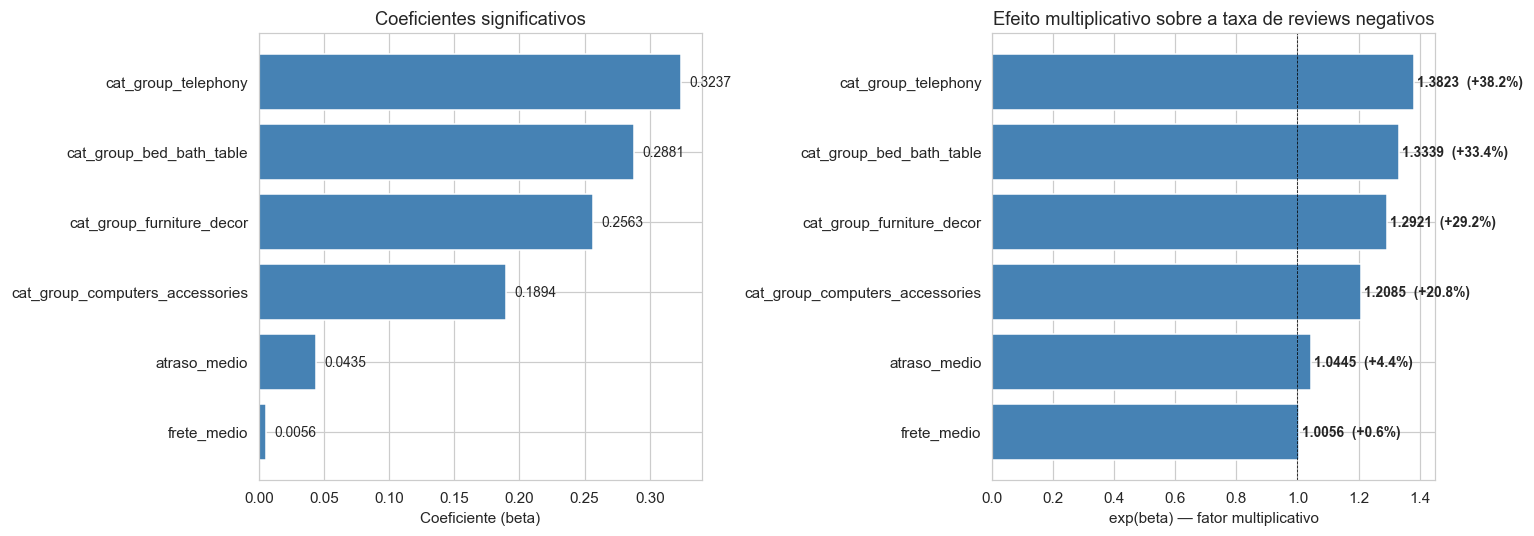 Coeficientes significativos
cat_group_telephony
0.3237
cat_group_bed_bath_table
0.2881
cat_group_furniture_decor
0.2563
cat_group_computers_accessories
0.1894
atraso_medio
0.0435
frete_medio
0.0056
0.00 0.05 0.10 0.15 0.20 0.25 0.30
Coeficiente (beta)
Efeito multiplicativo sobre a taxa de reviews negativos
cat_group_telephony
1.3823 (+38.2%)
cat_group_bed_bath_table
1.3339 (+33.4%)
cat_group_furniture_decor
1.2921 (+29.2%)
cat_group_computers_accessories
1.2085 (+20.8%)
atraso_medio
1.0445 (+4.4%)
frete_medio
1.0056 (+0.6%)
0.0 0.2 0.4 0.6 0.8 1.0 1.2 1.4
exp(beta) — fator multiplicativo